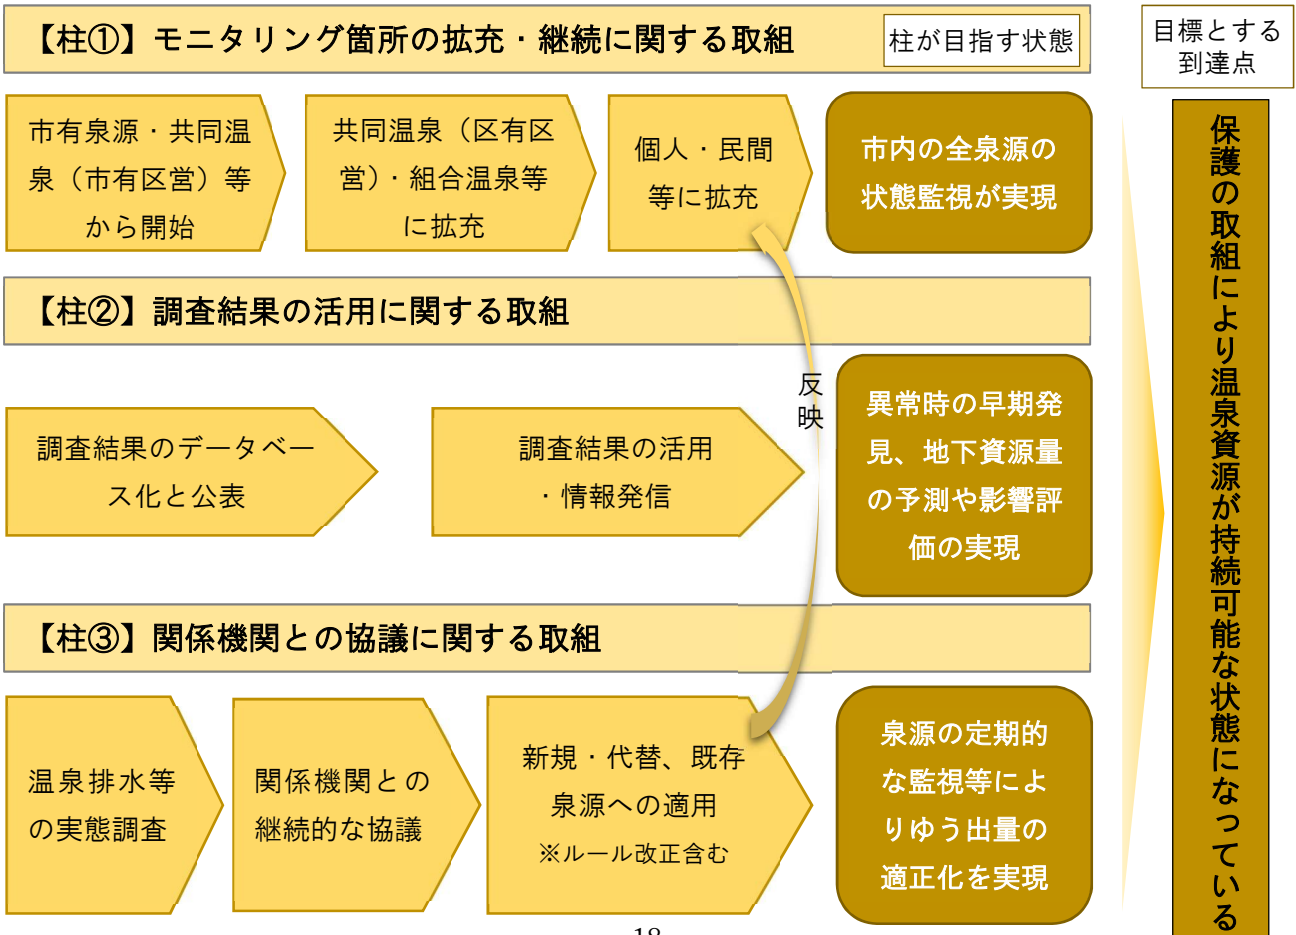 【柱①】モニタリング箇所の拡充・継続に関する取組
柱が目指す状態
目標とする
到達点
市有泉源・共同温
泉（市有区営）等
から開始
共同温泉（区有区
営）・組合温泉等
に拡充
個人・民間
等に拡充
市内の全泉源の
状態監視が実現
【柱②】調査結果の活用に関する取組
反
映
調査結果のデータベー
ス化と公表
調査結果の活用
・情報発信
異常時の早期発
見、地下資源量
の予測や影響評
価の実現
【柱③】関係機関との協議に関する取組
温泉排水等
の実態調査
関係機関との
継続的な協議
新規・代替、既存
泉源への適用
※ルール改正含む
泉源の定期的
な監視等によ
りゆう出量の
適正化を実現
保護の取組により温泉資源が持続可能な状態になっている
18